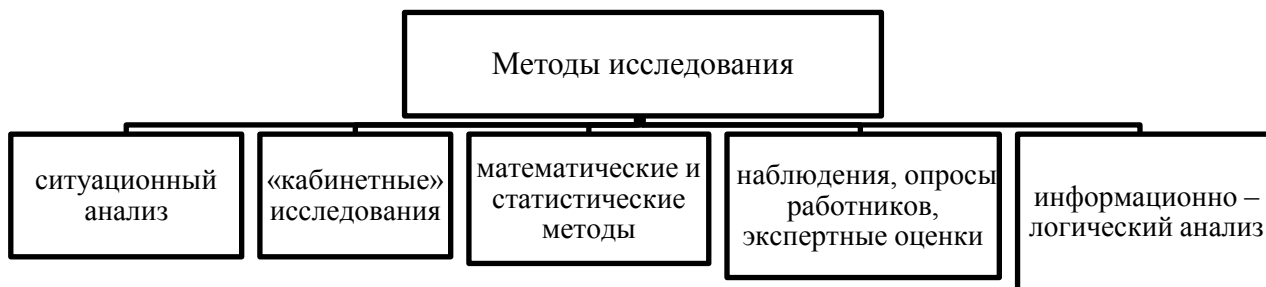 Методы исследования
ситуационный
анализ
«кабинетные»
исследования
математические и
статистические
методы
наблюдения, опросы
работников,
экспертные оценки
информационно –
логический анализ